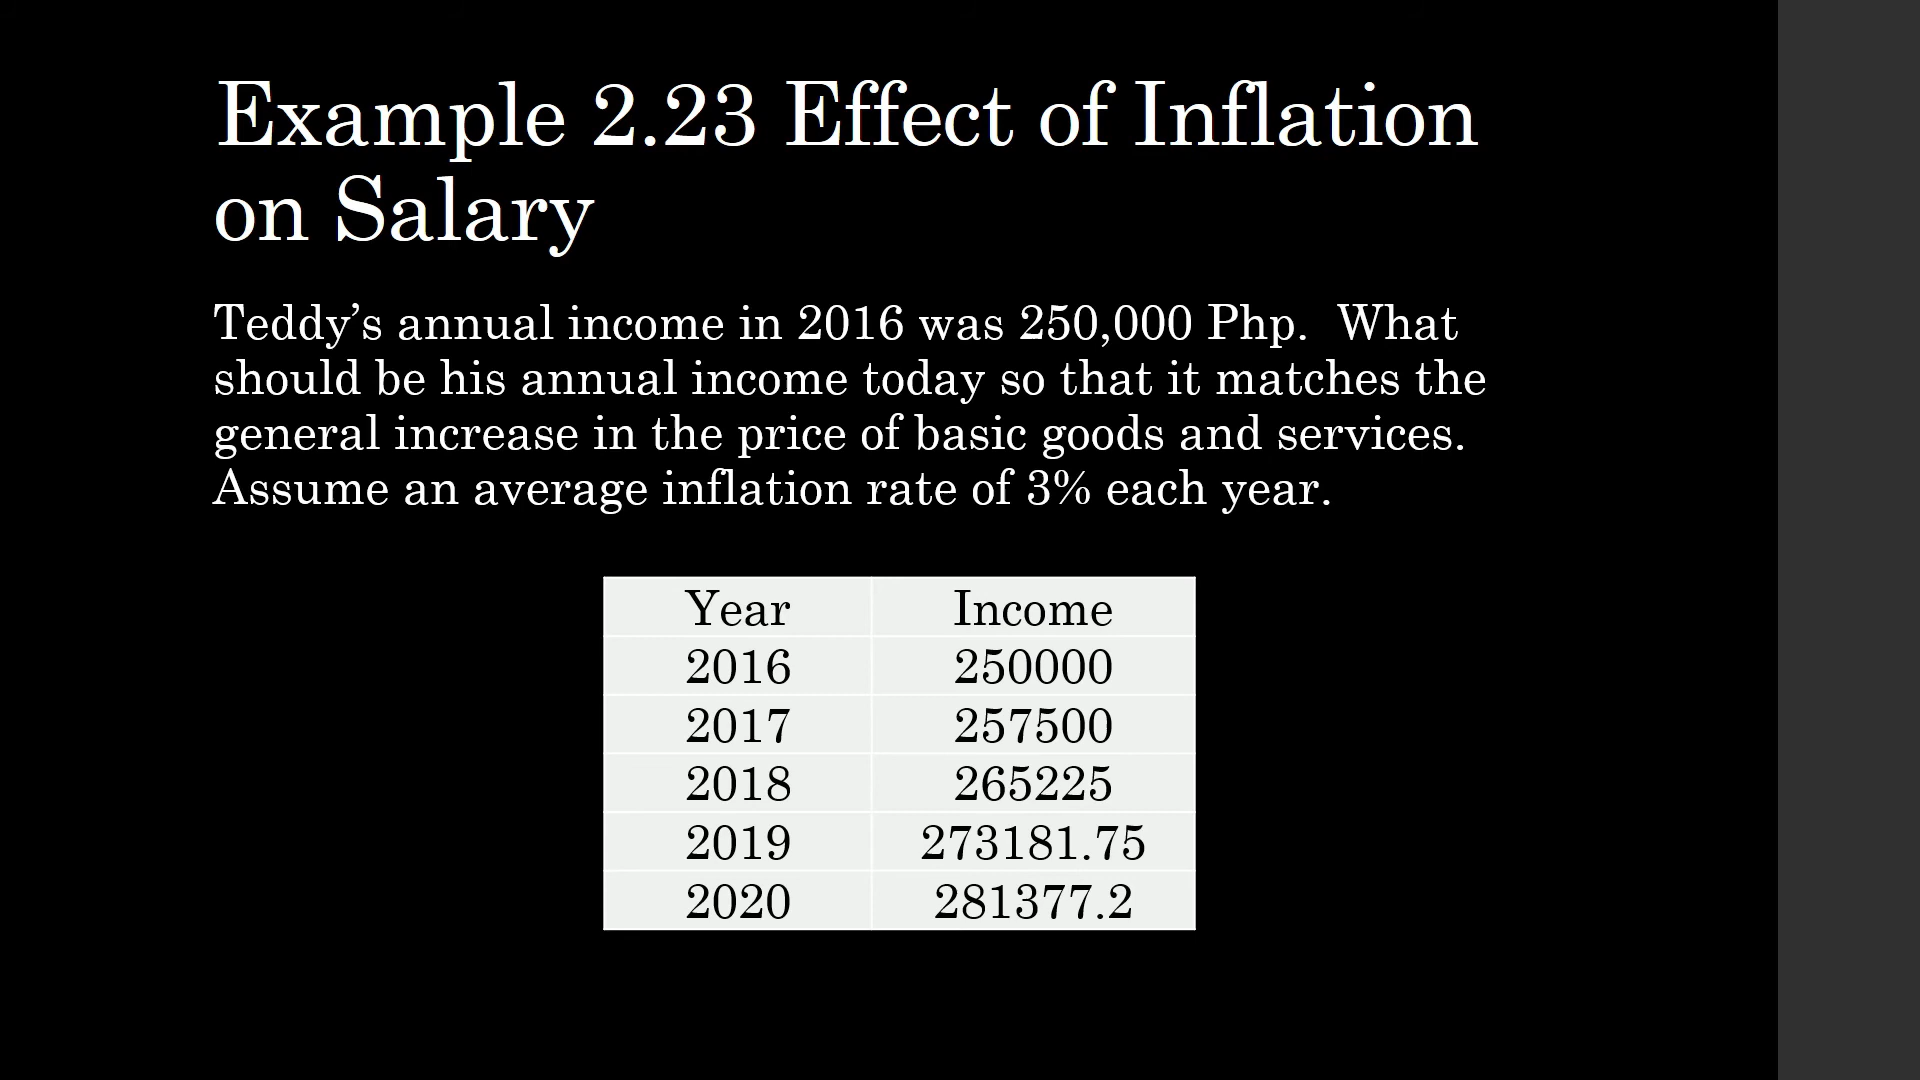 Example 2.23 Effect of Inflation
on Salary
Teddy’s annual income in 2016 was 250,000 Php.  What
should be his annual income today so that it matches the
general increase in the price of basic goods and services.
Assume an average inflation rate of 3% each year.
Year Income
2016 250000
2017 257500
2018 265225
2019 273181.75
2020 281377.2